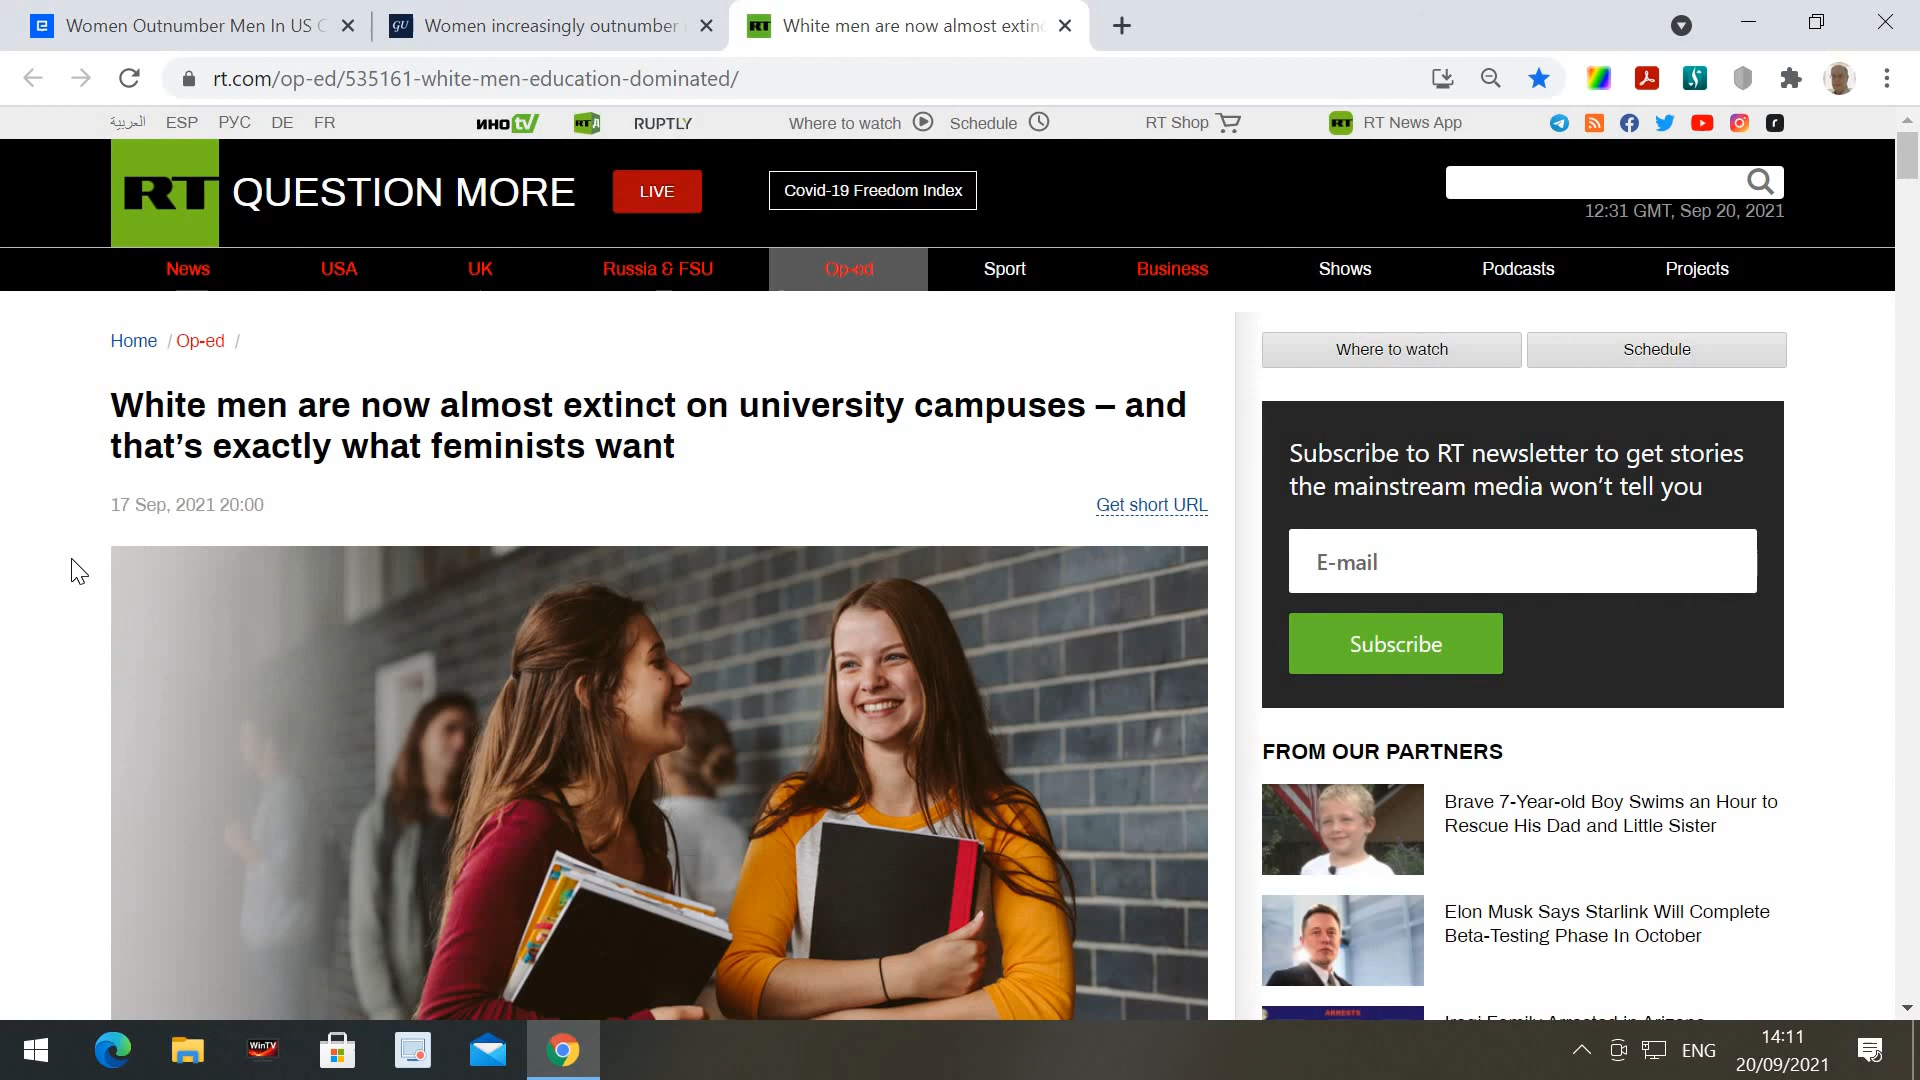 Women Outnumber Men In US C
Women increasingly outnumber
RT White men are now almost extin
rt.com/op-ed/535161-white-men-education-dominated/
العربية ESP РУС DE FR ИНО tv RUPTLY Where to watch Schedule RT Shop RT RT News App
RT QUESTION MORE LIVE Covid-19 Freedom Index
12:31 GMT, Sep 20, 2021
News USA UK Russia & FSU Op-ed Sport Business Shows Podcasts Projects
Home / Op-ed /
Where to watch Schedule
White men are now almost extinct on university campuses – and
that’s exactly what feminists want
17 Sep, 2021 20:00 Get short URL
Subscribe to RT newsletter to get stories
the mainstream media won’t tell you
E-mail
Subscribe
FROM OUR PARTNERS
Brave 7-Year-old Boy Swims an Hour to
Rescue His Dad and Little Sister
Elon Musk Says Starlink Will Complete
Beta-Testing Phase In October
ARRESTS
WinTV
ENG
14:11
20/09/2021